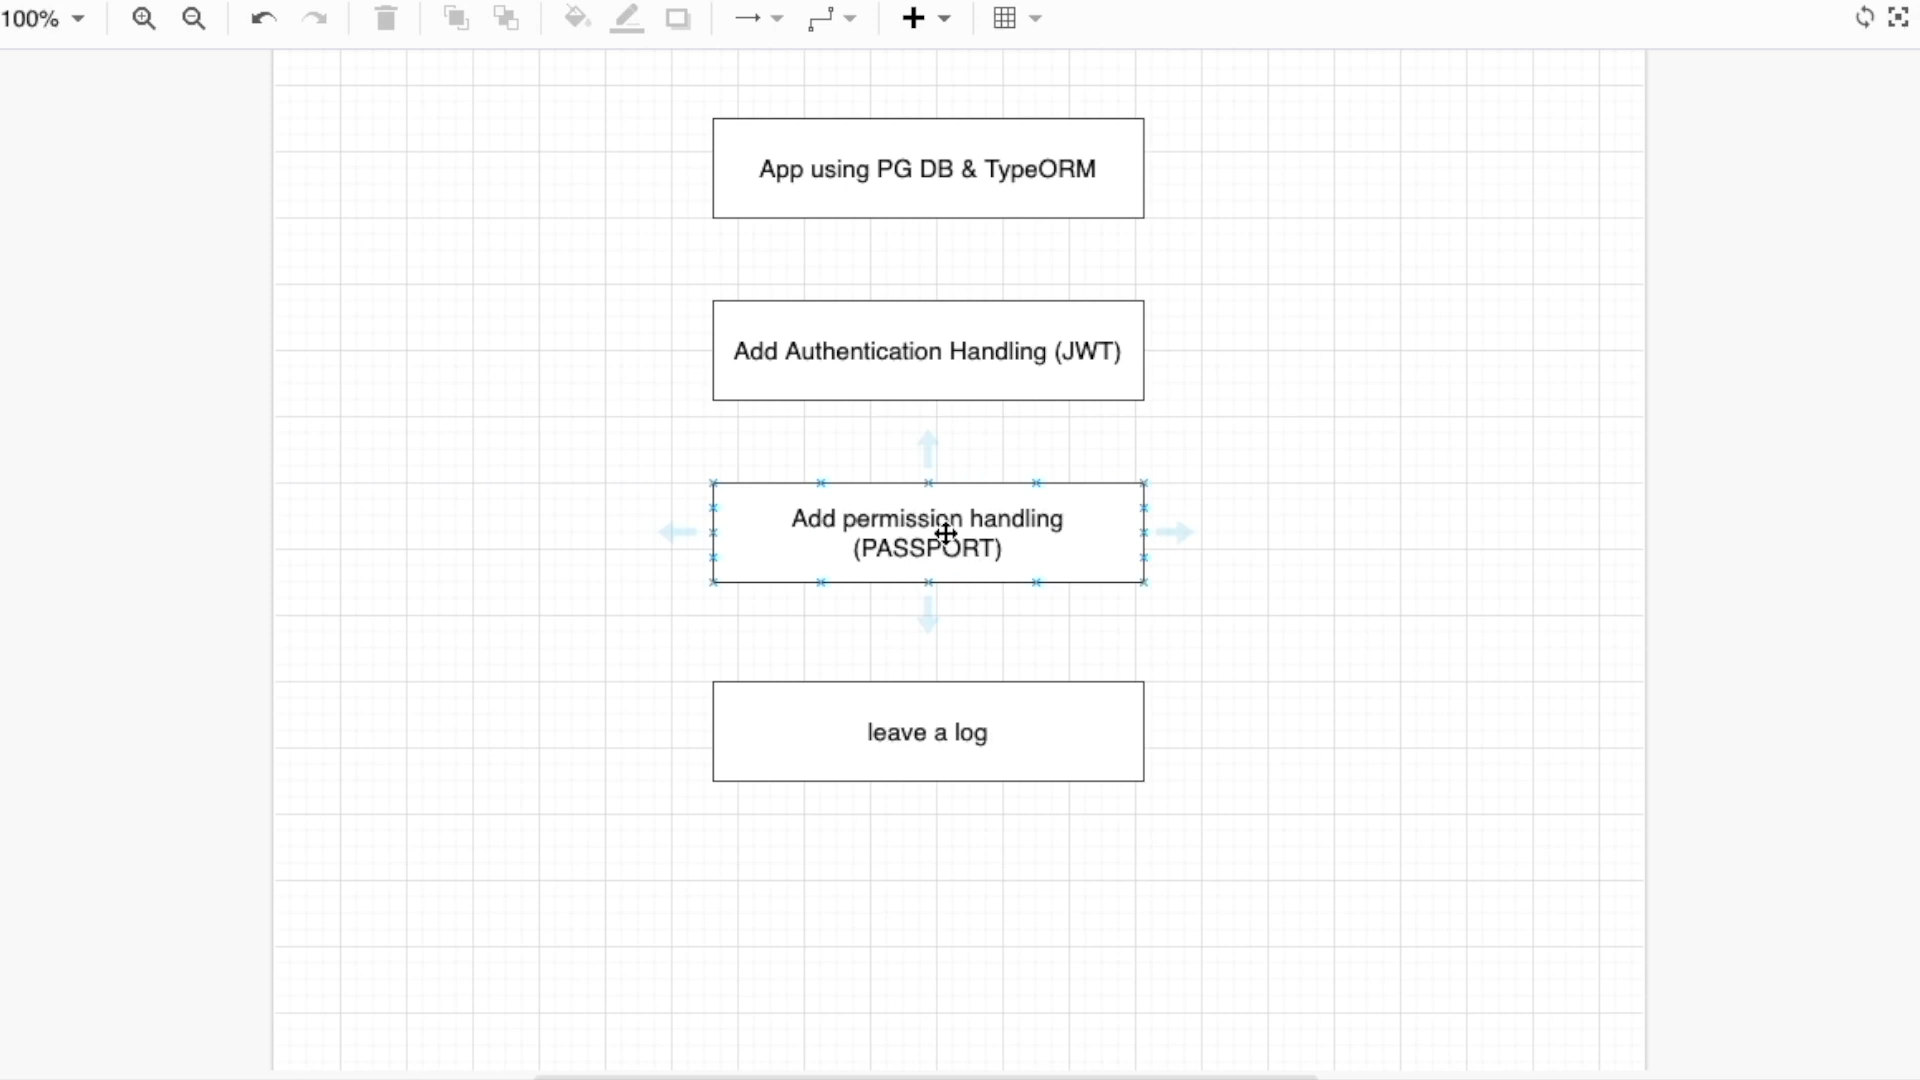 100%
App using PG DB & TypeORM
Add Authentication Handling (JWT)
Add permission handling
(PASSPORT)
leave a log